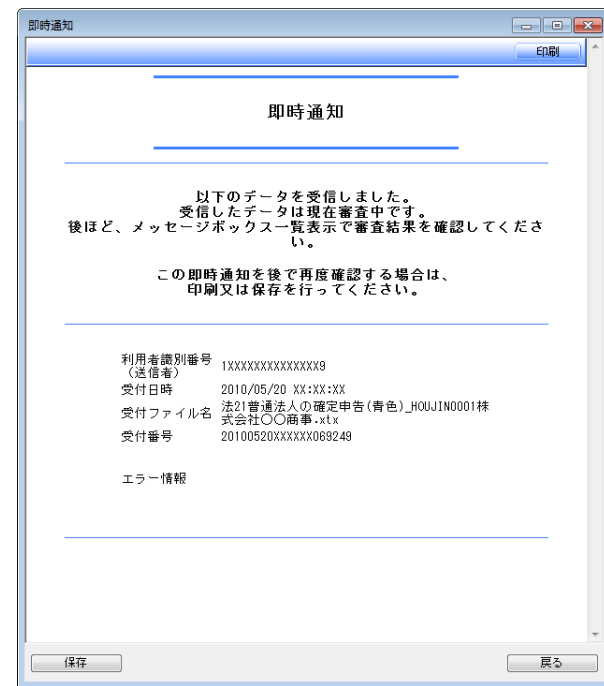 即時通知
印刷
即時通知
以下のデータを受信しました。
受信したデータは現在審査中です。
後ほど、メッセージボックス一覧表示で審査結果を確認してくださ
い。
この即時通知を後で再度確認する場合は、
印刷又は保存を行ってください。
利用者識別番号
（送信者）
1XXXXXXXXXXXXXX9
受付日時 2010/05/20 XX:XX:XX
受付ファイル名 法21普通法人の確定申告(青色)_HOUJIN0001株
式会社○○商事.xtx
受付番号 20100520XXXXXX069249
エラー情報
保存
戻る